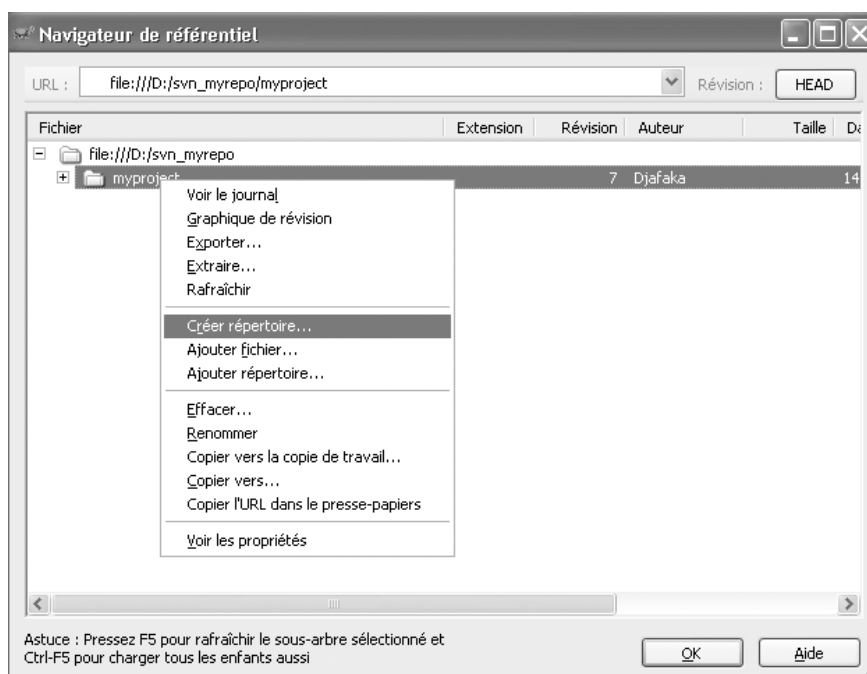 Navigateur de référentiel
URL : file:///D:/svn_myrepo/myproject Révision : HEAD
Fichier Extension Révision Auteur Taille
file:///D:/svn_myrepo
myproject 7 Djafaka 14
Voir le journal
Graphique de révision
Exporter...
Extraire...
Rafraîchir
Créer répertoire...
Ajouter fichier...
Ajouter répertoire...
Effacer...
Renommer
Copier vers la copie de travail...
Copier vers...
Copier l'URL dans le presse-papiers
Voir les propriétés
Astuce : Pressez F5 pour rafraîchir le sous-arbre sélectionné et
Ctrl-F5 pour charger tous les enfants aussi
OK Aide